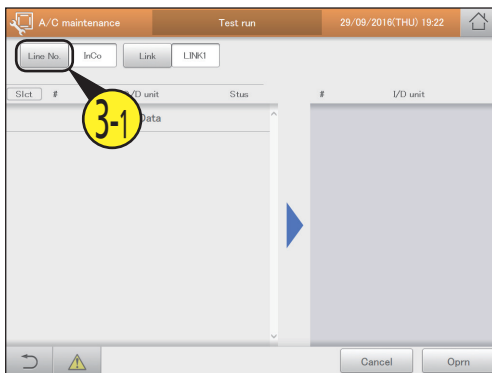 A/C maintenance Test run 29/09/2016(THU) 19:22
Line No. InCo Link LINK1
Slct # /D unit Stus # I/D unit
3-1
Data
Cancel Oprn